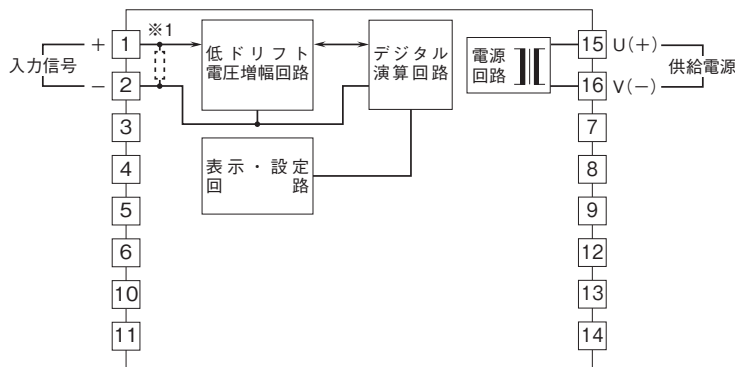 ※1
+ 1
入力信号
− 2
3
4
5
6
10
11
低ドリフト
電圧増幅回路
デジタル
演算回路
表示・設定
回路
電源
回路
15 U(+)
供給電源
16 V(−)
7
8
9
12
13
14